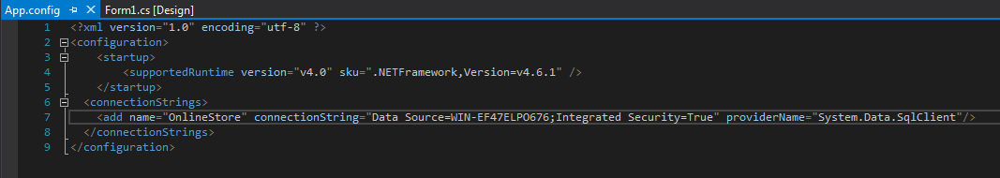 App.config Form1.cs [Design]
1 <?xml version="1.0" encoding="utf-8" ?>
2 <configuration>
3 <startup>
4 <supportedRuntime version="v4.0" sku=".NETFramework,Version=v4.6.1" />
5 </startup>
6 <connectionStrings>
7 <add name="OnlineStore" connectionString="Data Source=WIN-EF47ELPO676;Integrated Security=True" providerName="System.Data.SqlClient"/>
8 </connectionStrings>
9 </configuration>